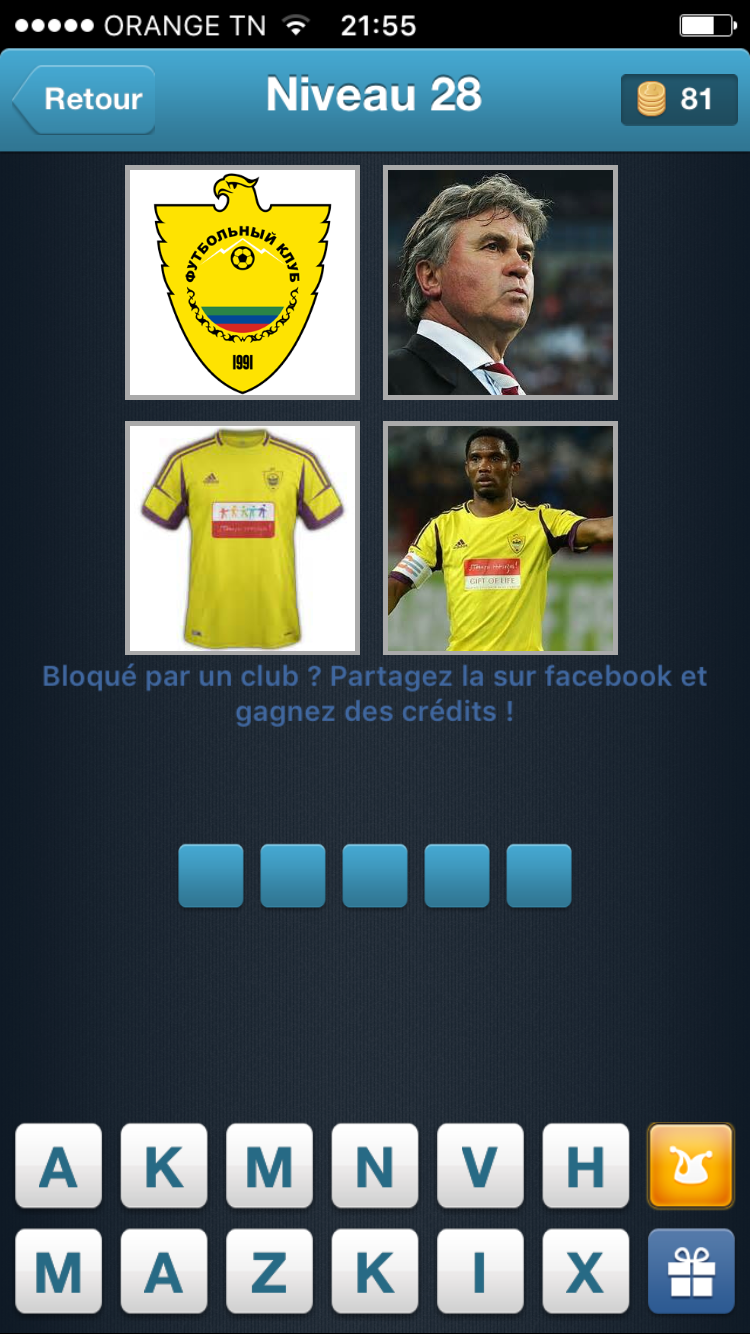 ORANGE TN 21:55
Retour
Niveau 28
81
ФУТБОЛЬНЫЙ КЛУБ
1991
adidas
GIFT OF LIFE
Bloqué par un club ? Partagez la sur facebook et
gagnez des crédits !
A K M N V H
M A Z K I X